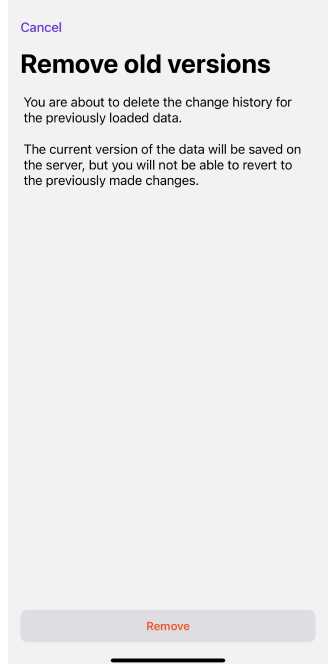 Cancel
Remove old versions
You are about to delete the change history for
the previously loaded data.
The current version of the data will be saved on
the server, but you will not be able to revert to
the previously made changes.
Remove